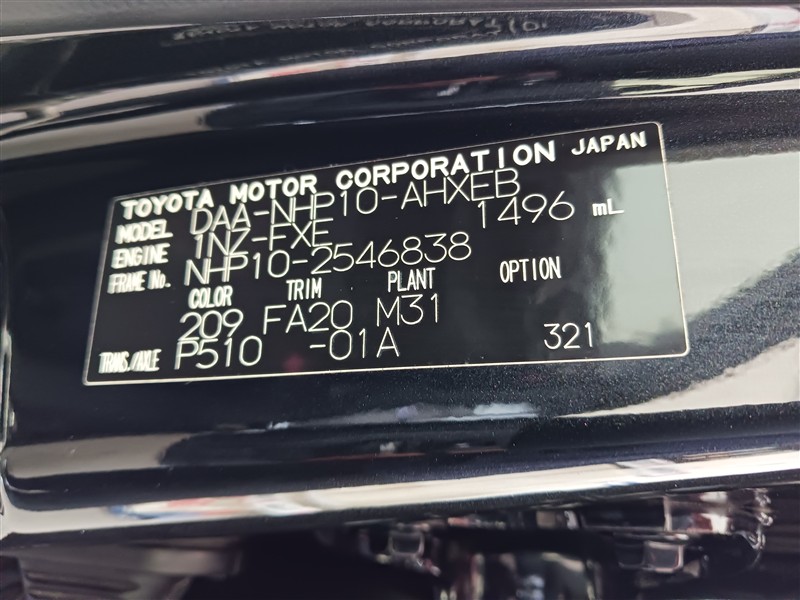 TOYOTA MOTOR CORPORATION JAPAN
MODEL DAA-NHP10-AHXEB
ENGINE 1NZ-FXE 1496 mL
FRAME No. NHP10-2546838
COLOR TRIM PLANT OPTION
209 FA20 M31
TRANS./AXLE P510 -01A 321